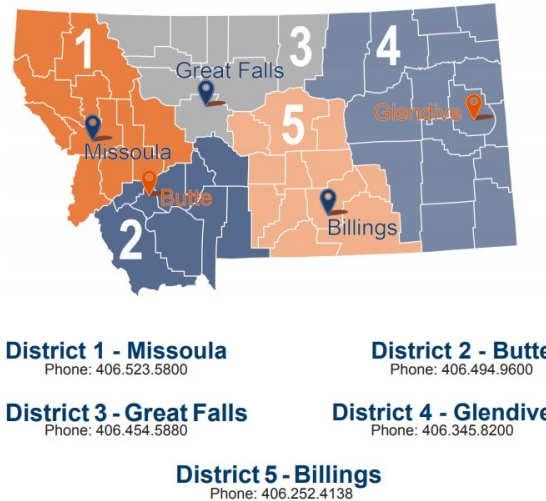 1
3
4
Great Falls
Glendive
5
Missoula
Butte
2
Billings
District 1 - Missoula
Phone: 406.523.5800
District 2 - Butte
Phone: 406.494.9600
District 3 - Great Falls
Phone: 406.454.5880
District 4 - Glendive
Phone: 406.345.8200
District 5 - Billings
Phone: 406.252.4138